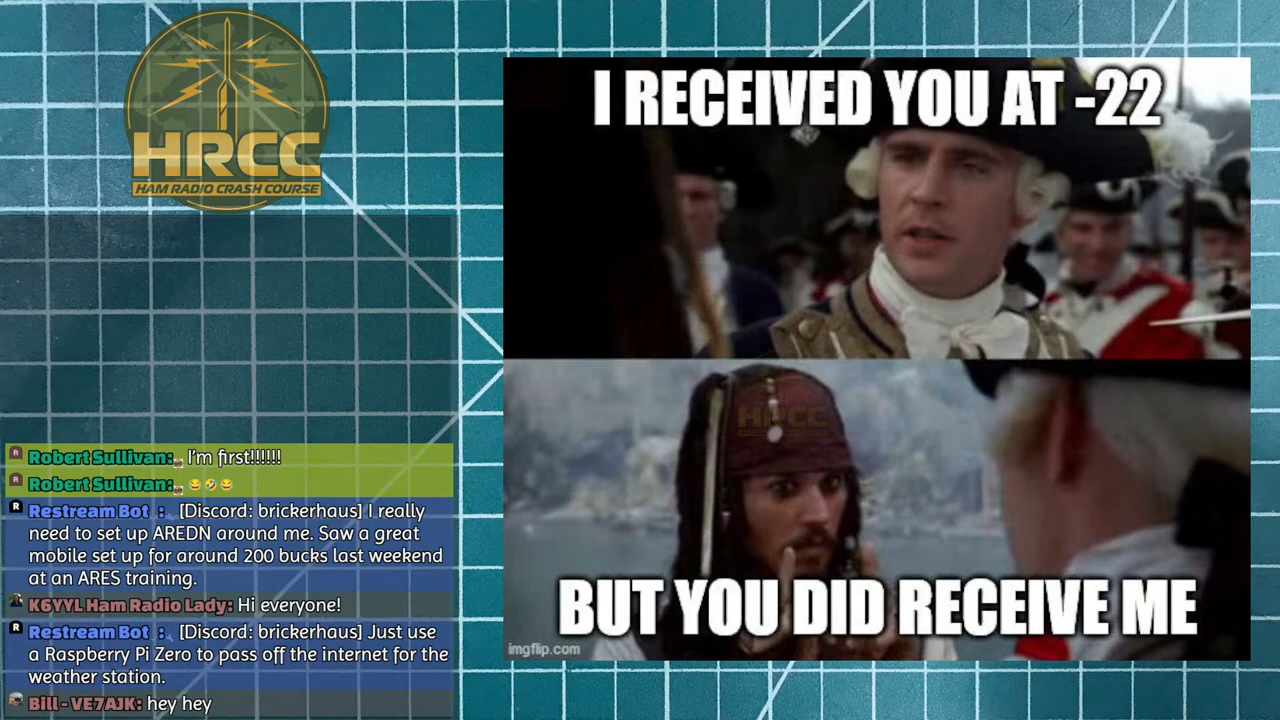 HRCC
HAM RADIO CRASH COURSE
I RECEIVED YOU AT -22
HRCC
BUT YOU DID RECEIVE ME
imgflip.com
Robert Sullivan: I'm first!!!!!!
Robert Sullivan: 😂🤣😂
Restream Bot : [Discord: brickerhaus] I really
need to set up AREDN around me. Saw a great
mobile set up for around 200 bucks last weekend
at an ARES training.
K6YYL Ham Radio Lady: Hi everyone!
Restream Bot : [Discord: brickerhaus] Just use
a Raspberry Pi Zero to pass off the internet for the
weather station.
Bill - VE7AJK: hey hey